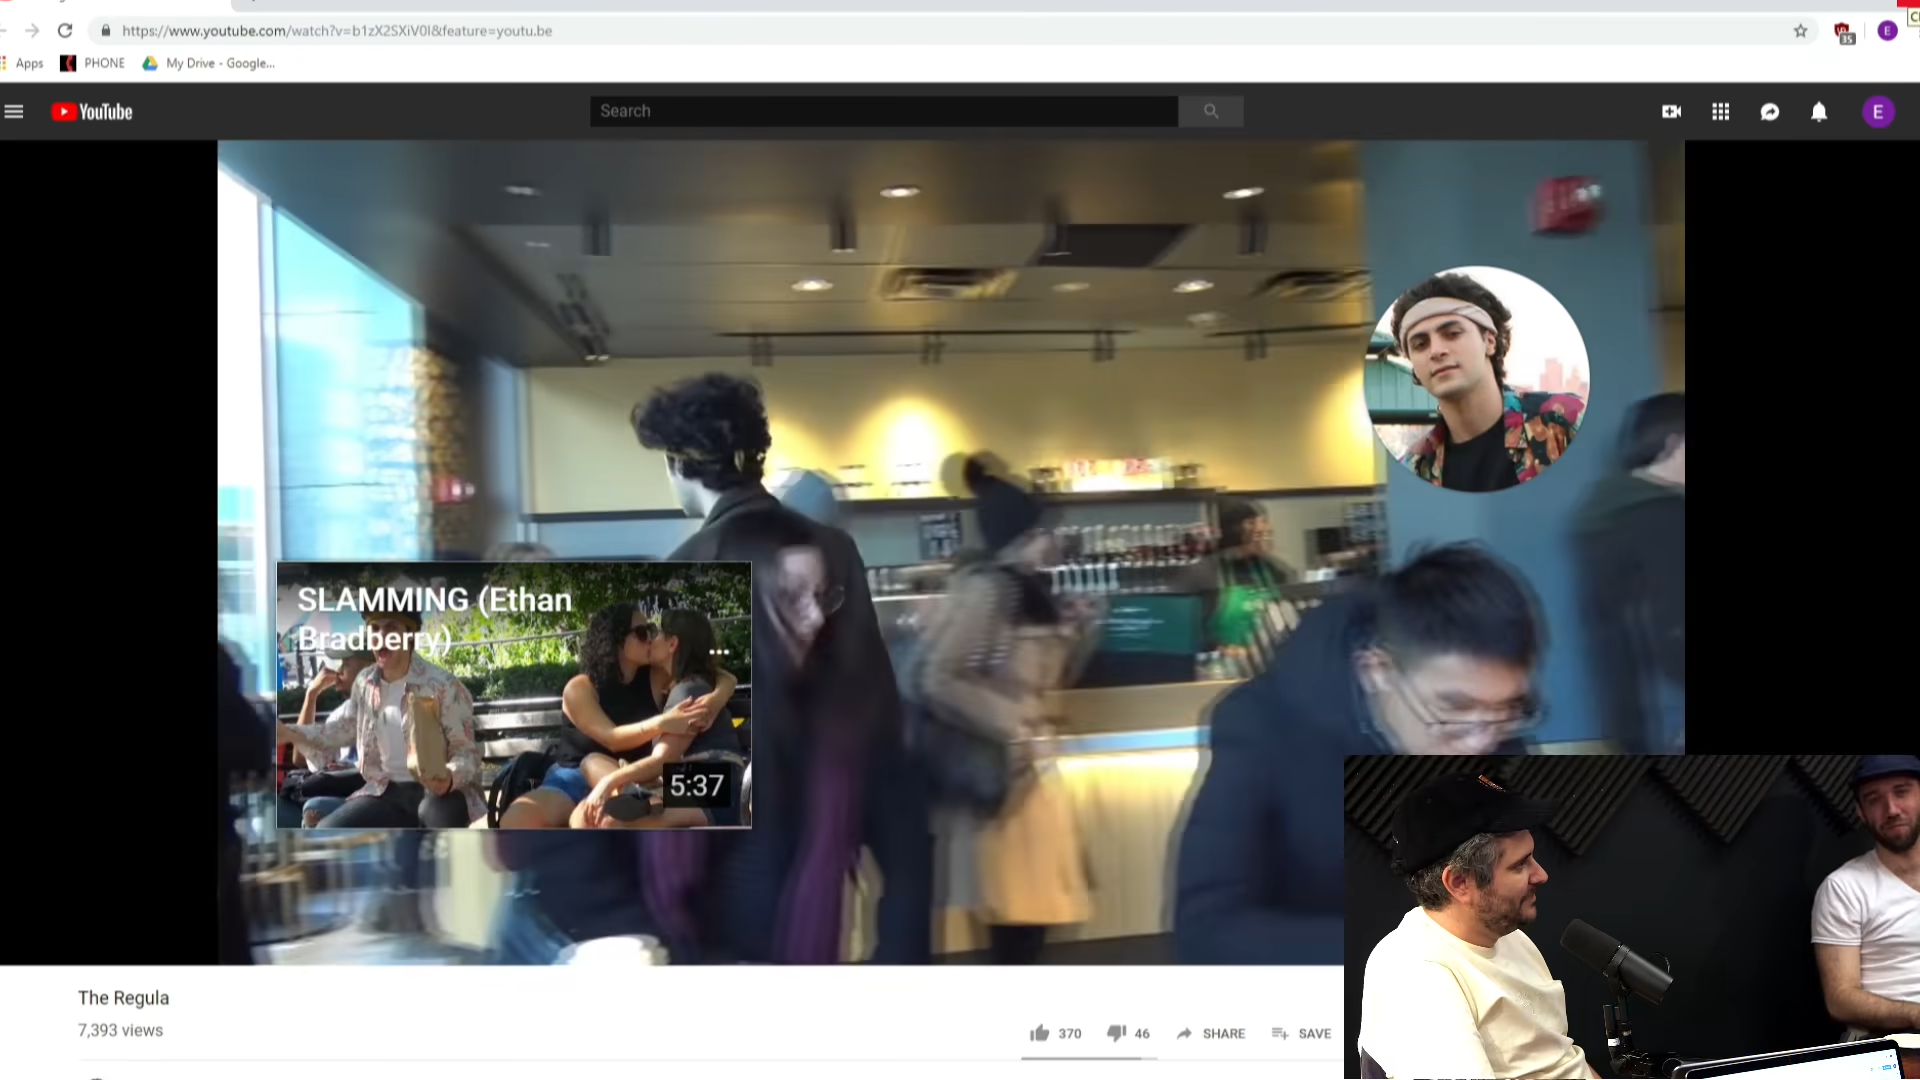 https://www.youtube.com/watch?v=b1zX2SXiV0I&feature=youtu.be
35
E
Apps
PHONE
My Drive - Google...
YouTube
Search
E
SLAMMING (Ethan
Bradberry)
5:37
The Regula
7,393 views
370
46
SHARE
SAVE